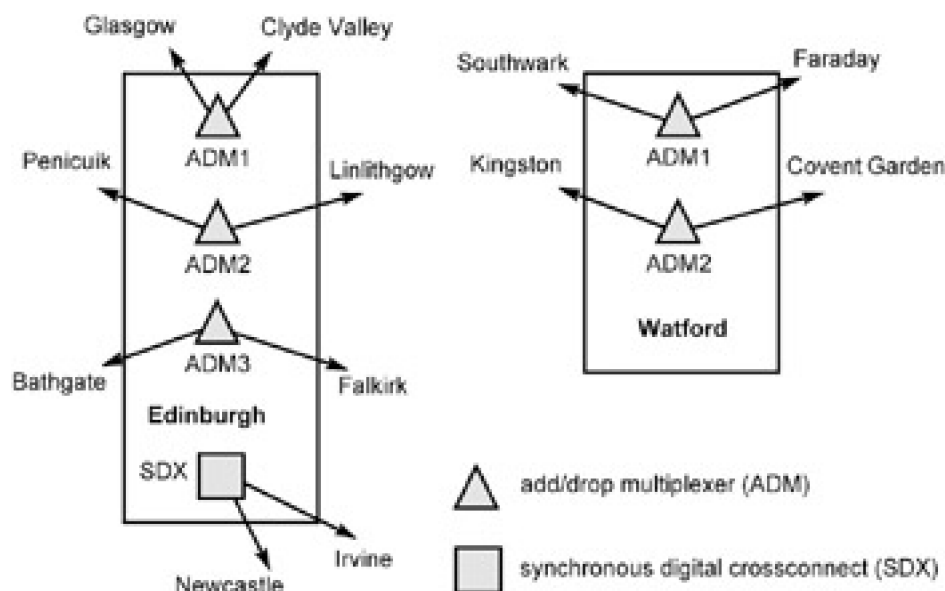 Glasgow
Clyde Valley
ADM1
Penicuik
Linlithgow
ADM2
ADM3
Bathgate
Falkirk
Edinburgh
SDX
Irvine
Newcastle
Southwark
Faraday
ADM1
Kingston
Covent Garden
ADM2
Watford
add/drop multiplexer (ADM)
synchronous digital crossconnect (SDX)